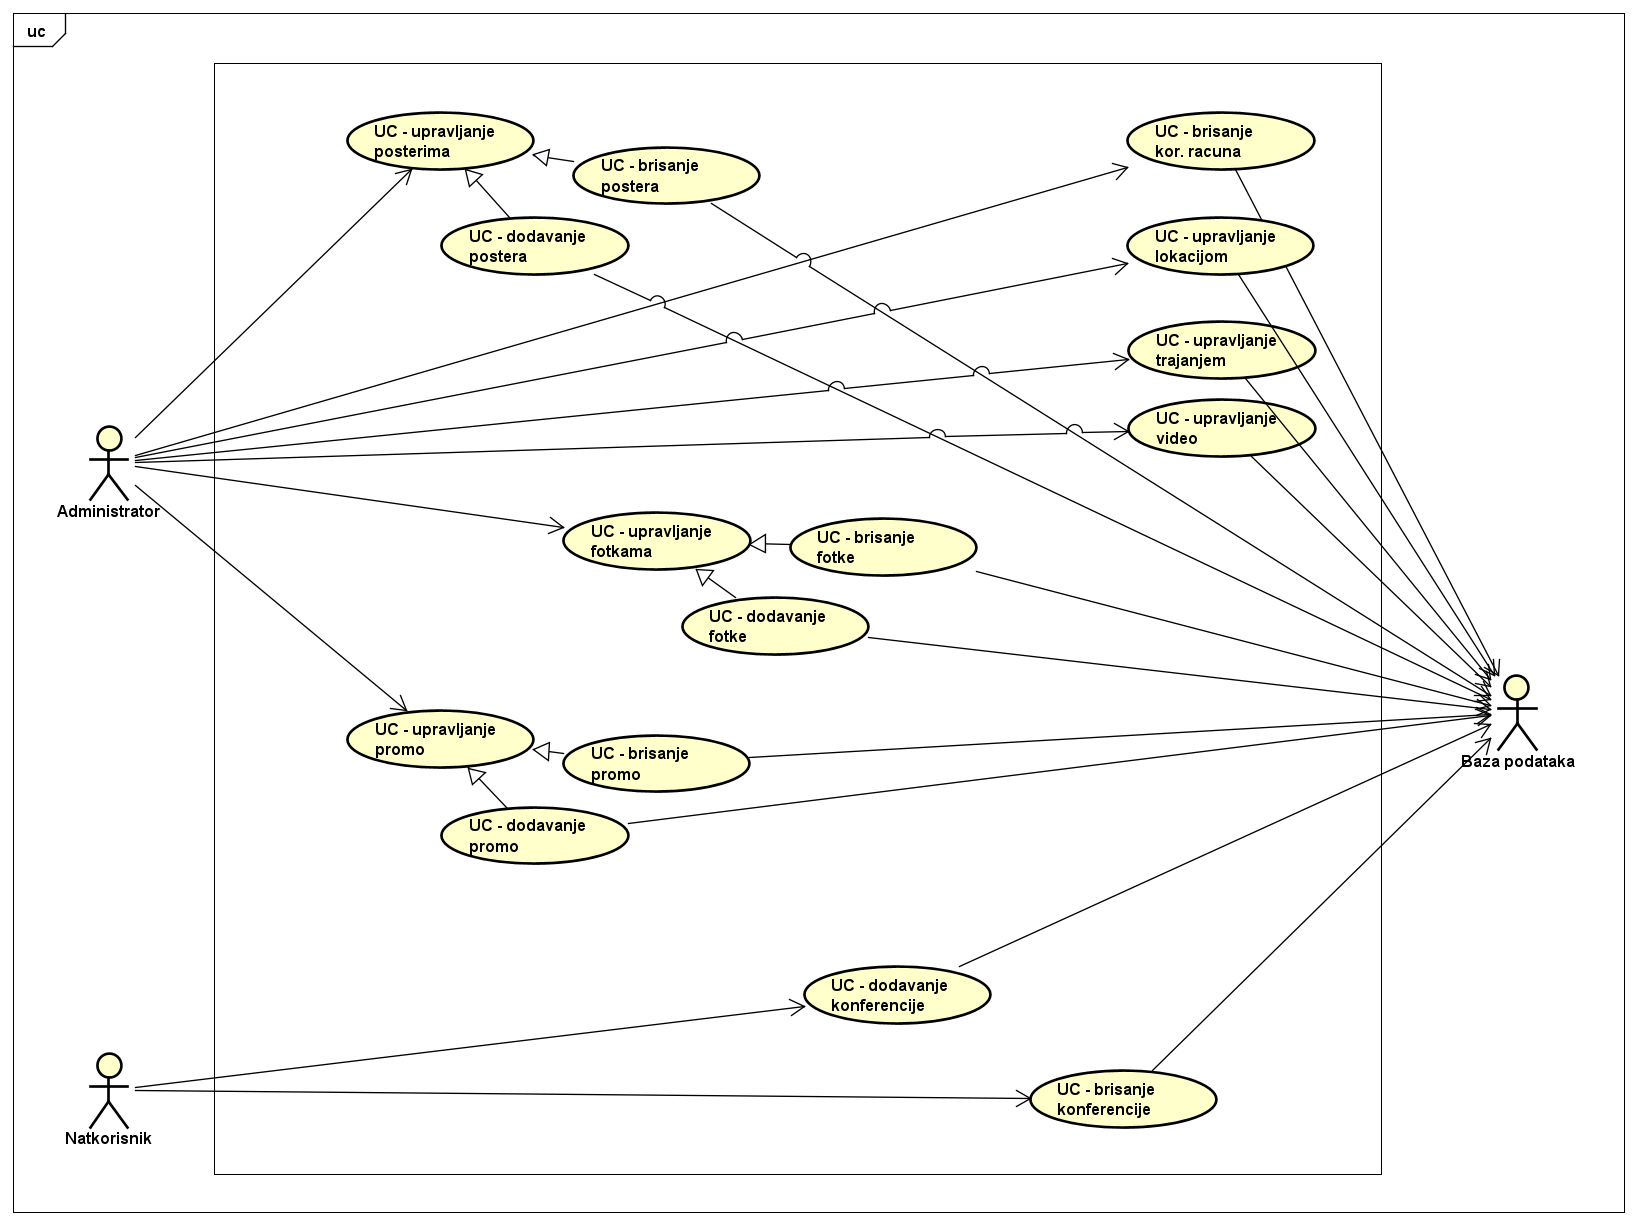 uc
UC - upravljanje
posterima
UC - brisanje
postera
UC - dodavanje
postera
UC - brisanje
kor. racuna
UC - upravljanje
lokacijom
UC - upravljanje
trajanjem
UC - upravljanje
video
Administrator
UC - upravljanje
fotkama
UC - brisanje
fotke
UC - dodavanje
fotke
UC - upravljanje
promo
UC - brisanje
promo
UC - dodavanje
promo
Baza podataka
UC - dodavanje
konferencije
UC - brisanje
konferencije
Natkorisnik